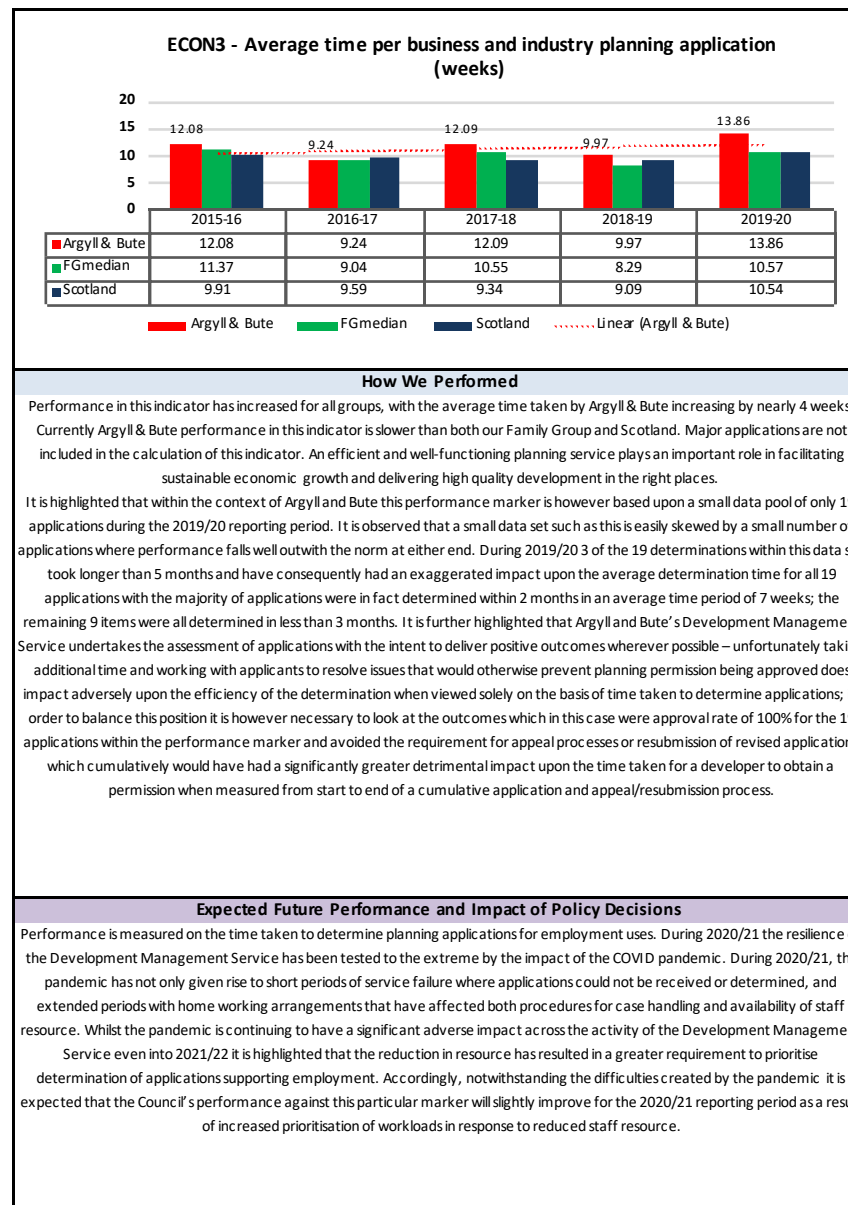 ECON3 - Average time per business and industry planning application
(weeks)
20
15
10
5
0
12.08
9.24
12.09
9.97
13.86
2015-16 2016-17 2017-18 2018-19 2019-20
Argyll & Bute 12.08 9.24 12.09 9.97 13.86
FGmedian 11.37 9.04 10.55 8.29 10.57
Scotland 9.91 9.59 9.34 9.09 10.54
Argyll & Bute FGmedian Scotland Linear (Argyll & Bute)
How We Performed
Performance in this indicator has increased for all groups, with the average time taken by Argyll & Bute increasing by nearly 4 weeks
Currently Argyll & Bute performance in this indicator is slower than both our Family Group and Scotland. Major applications are not
included in the calculation of this indicator. An efficient and well-functioning planning service plays an important role in facilitating
sustainable economic growth and delivering high quality development in the right places.
It is highlighted that within the context of Argyll and Bute this performance marker is however based upon a small data pool of only
applications during the 2019/20 reporting period. It is observed that a small data set such as this is easily skewed by a small number
applications where performance falls well outwith the norm at either end. During 2019/20 3 of the 19 determinations within this data
took longer than 5 months and have consequently had an exaggerated impact upon the average determination time for all 19
applications with the majority of applications were in fact determined within 2 months in an average time period of 7 weeks; the
remaining 9 items were all determined in less than 3 months. It is further highlighted that Argyll and Bute's Development
Service undertakes the assessment of applications with the intent to deliver positive outcomes wherever possible – unfortunately
additional time and working with applicants to resolve issues that would otherwise prevent planning permission being approved does
impact adversely upon the efficiency of the determination when viewed solely on the basis of time taken to determine applications;
order to balance this position it is however necessary to look at the outcomes which in this case were approval rate of 100% for the
applications within the performance marker and avoided the requirement for appeal processes or resubmission of revised
which cumulatively would have had a significantly greater detrimental impact upon the time taken for a developer to obtain a
permission when measured from start to end of a cumulative application and appeal/resubmission process.
Expected Future Performance and Impact of Policy Decisions
Performance is measured on the time taken to determine planning applications for employment uses. During 2020/21 the resilience
the Development Management Service has been tested to the extreme by the impact of the COVID pandemic. During 2020/21,
pandemic has not only given rise to short periods of service failure where applications could not be received or determined, and
extended periods with home working arrangements that have affected both procedures for case handling and availability of staff
resource. Whilst the pandemic is continuing to have a significant adverse impact across the activity of the Development
Service even into 2021/22 it is highlighted that the reduction in resource has resulted in a greater requirement to prioritise
determination of applications supporting employment. Accordingly, notwithstanding the difficulties created by the pandemic it is
expected that the Council's performance against this particular marker will slightly improve for the 2020/21 reporting period as a
of increased prioritisation of workloads in response to reduced staff resource.